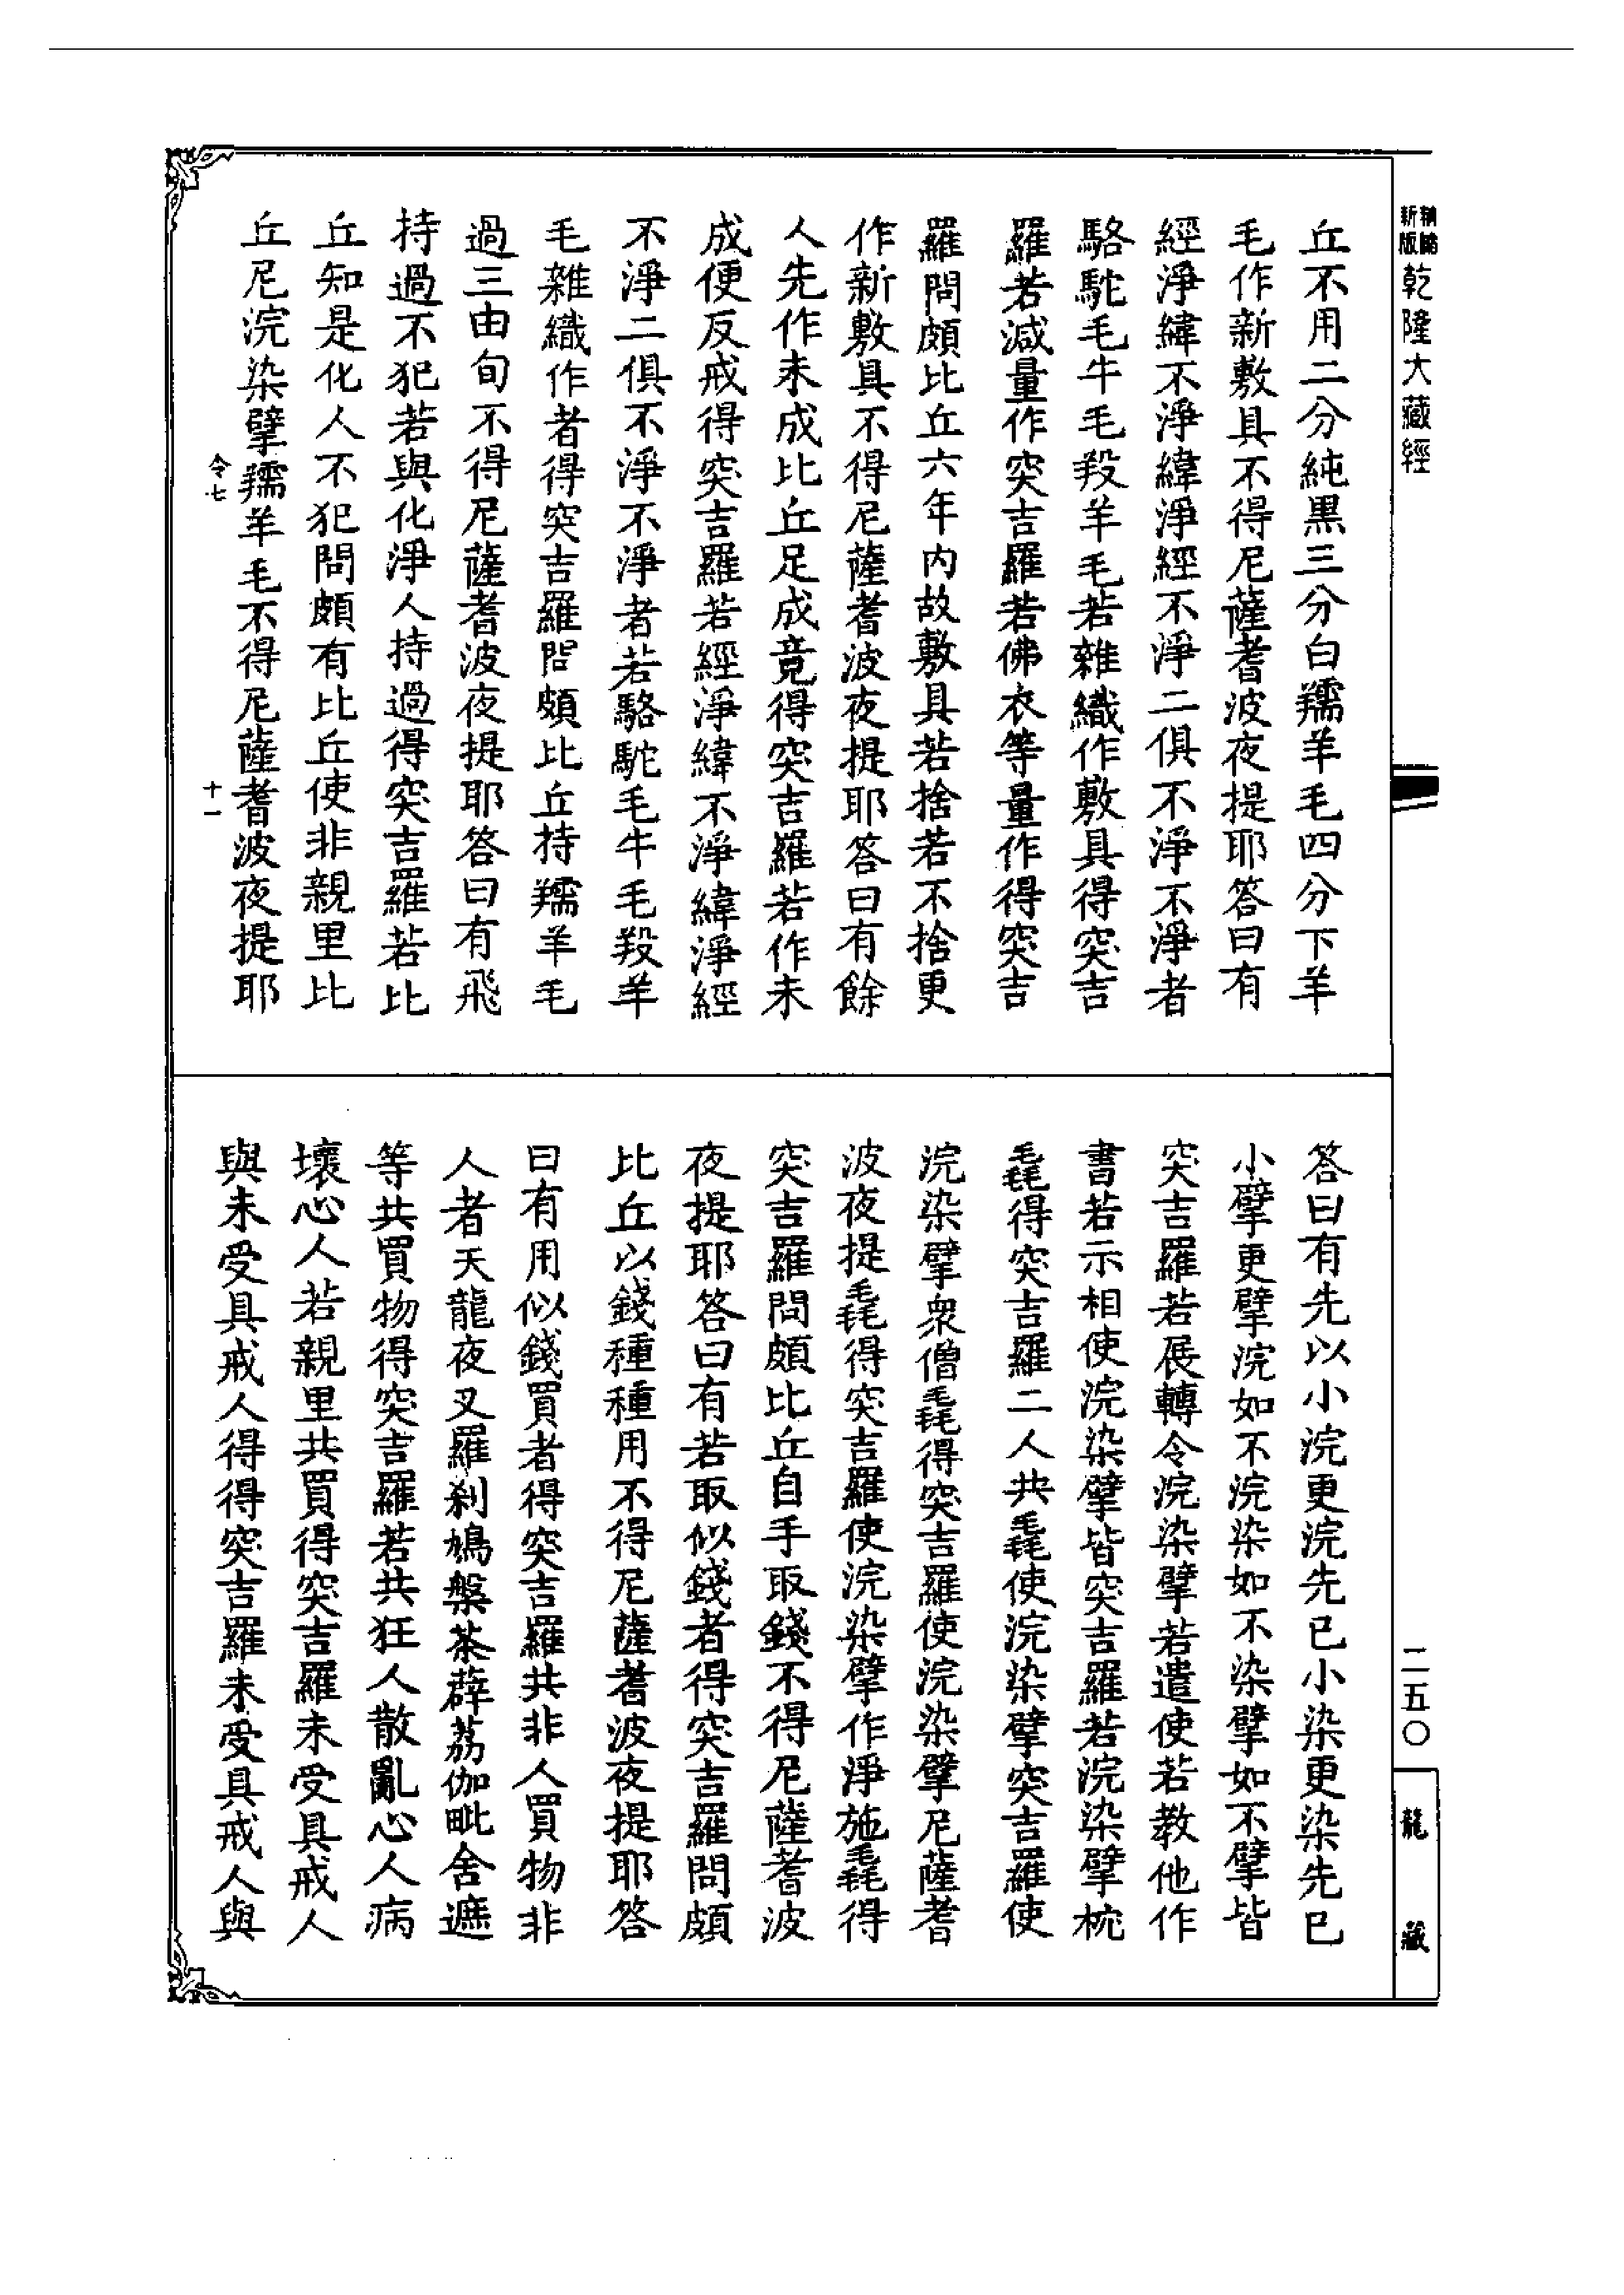 新版
精縮
乾隆大藏經
二五〇
龍藏
丘不用二分純黒三分白羺羊毛四分下羊
毛作新敷具不得尼薩耆波夜提耶答曰有
經淨緯不淨緯淨經不淨二俱不淨不淨者
駱駝毛牛毛羖羊毛若雜織作敷具得突吉
羅若減量作突吉羅若佛衣等量作得突吉
羅問頗比丘六年內故敷具若捨若不捨更
作新敷具不得尼薩耆波夜提耶答曰有餘
人先作未成比丘足成竟得突吉羅若作未
成便反戒得突吉羅若經淨緯不淨緯淨經
不淨二俱不淨不淨者若駱駝毛牛毛羖羊
毛雜織作者得突吉羅問頗比丘持羺羊毛
過三由旬不得尼薩耆波夜提耶答曰有飛
持過不犯若與化淨人持過得突吉羅若比
丘知是化人不犯問頗有比丘使非親里比
丘尼浣染擘羺羊毛不得尼薩耆波夜提耶
令七
十一
答曰有先以小浣更浣先已小染更染先已
小擘更擘浣如不浣染如不染擘如不擘皆
突吉羅若展轉令浣染擘若遣使若教他作
書若示相使浣染擘皆突吉羅若浣染擘梳
毳得突吉羅二人共毳使浣染擘突吉羅使
浣染擘衆僧毳得突吉羅使浣染擘尼薩耆
波夜提毳得突吉羅使浣染擘作淨施毳得
突吉羅問頗比丘自手取錢不得尼薩耆波
夜提耶答曰有若取似錢者得突吉羅問頗
比丘以錢種種用不得尼薩耆波夜提耶答
曰有用似錢買者得突吉羅共非人買物非
人者天龍夜叉羅刹鳩槃茶薜荔伽毗舍遮
等共買物得突吉羅若共狂人散亂心人病
壞心人若親里共買得突吉羅未受具戒人
與未受具戒人得得突吉羅未受具戒人與